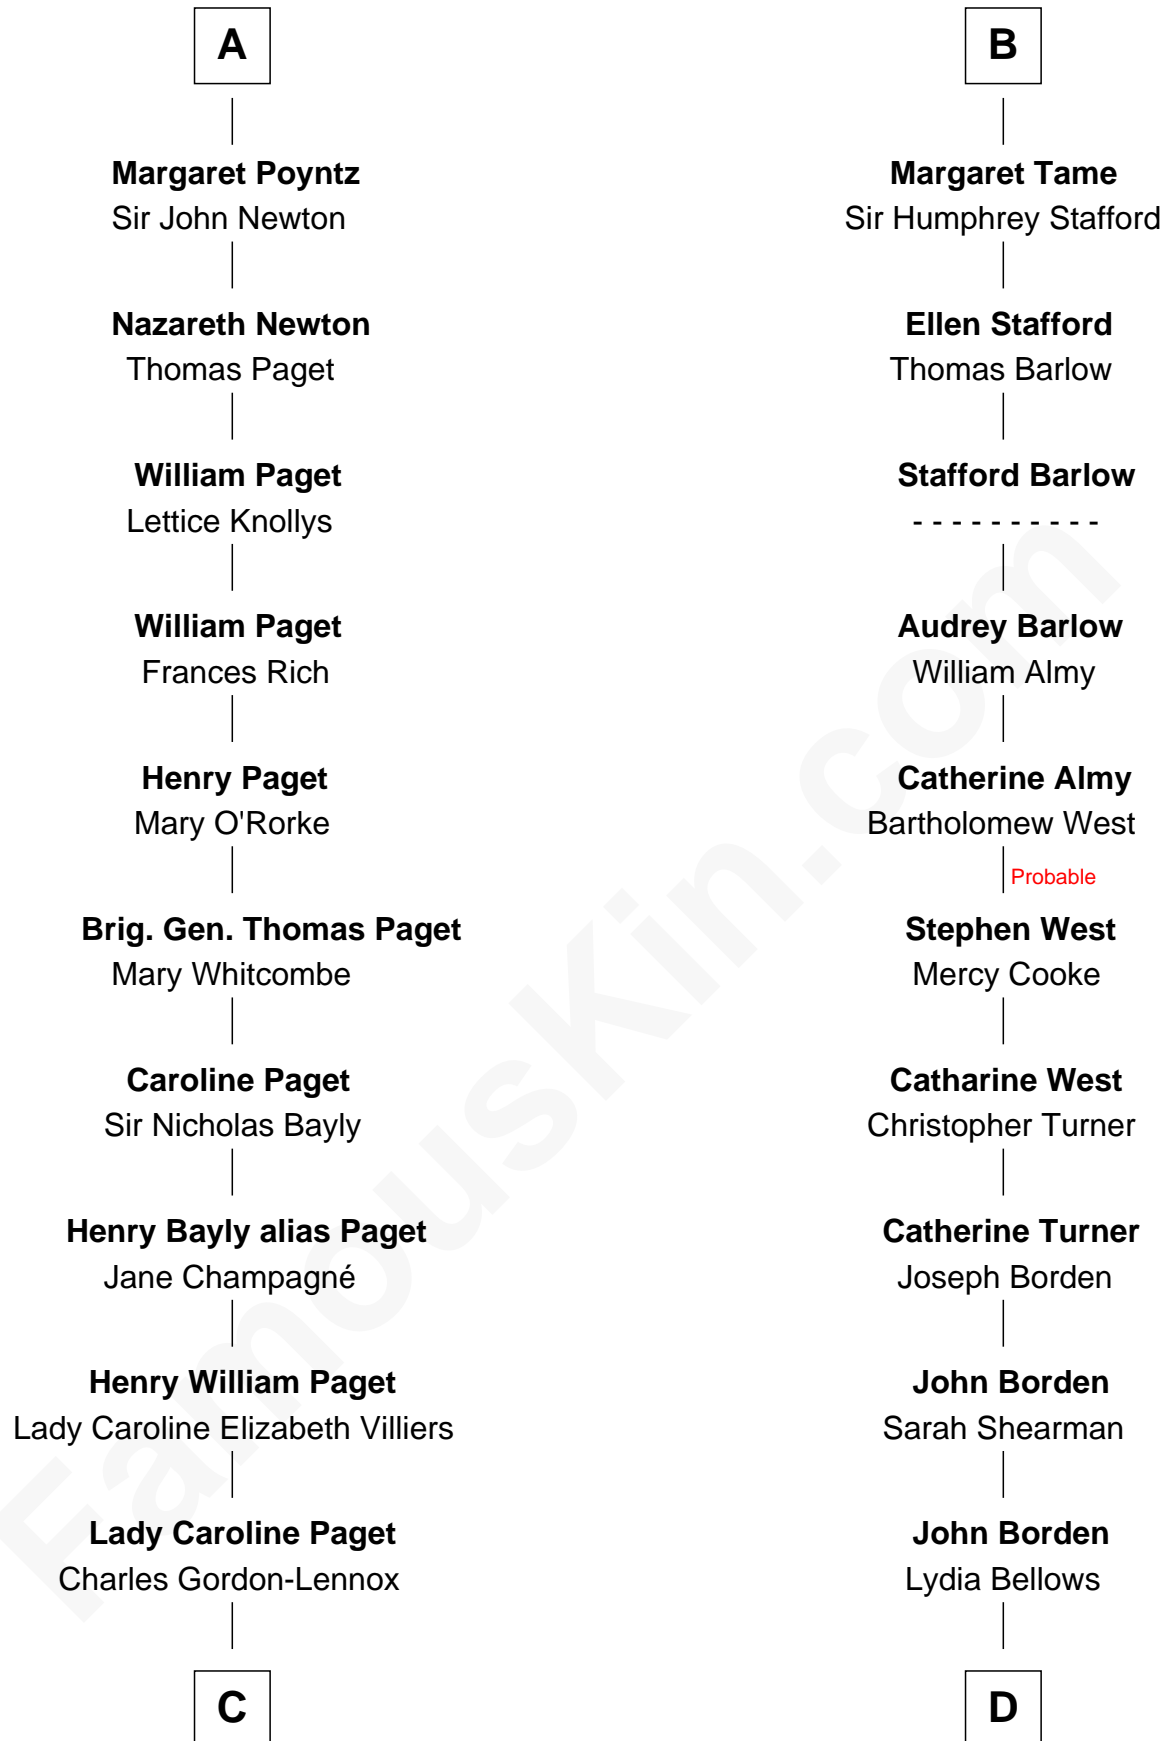 A
Margaret Poyntz
Sir John Newton
Nazareth Newton
Thomas Paget
William Paget
Lettice Knollys
William Paget
Frances Rich
Henry Paget
Mary O'Rorke
Brig. Gen. Thomas Paget
Mary Whitcombe
Caroline Paget
Sir Nicholas Bayly
Henry Bayly alias Paget
Jane Champagné
Henry William Paget
Lady Caroline Elizabeth Villiers
Lady Caroline Paget
Charles Gordon-Lennox
C
B
Margaret Tame
Sir Humphrey Stafford
Ellen Stafford
Thomas Barlow
Stafford Barlow
- - - - - - - - - -
Audrey Barlow
William Almy
Catherine Almy
Bartholomew West
Probable
Stephen West
Mercy Cooke
Catharine West
Christopher Turner
Catherine Turner
Joseph Borden
John Borden
Sarah Shearman
John Borden
Lydia Bellows
D
FamousKin.com